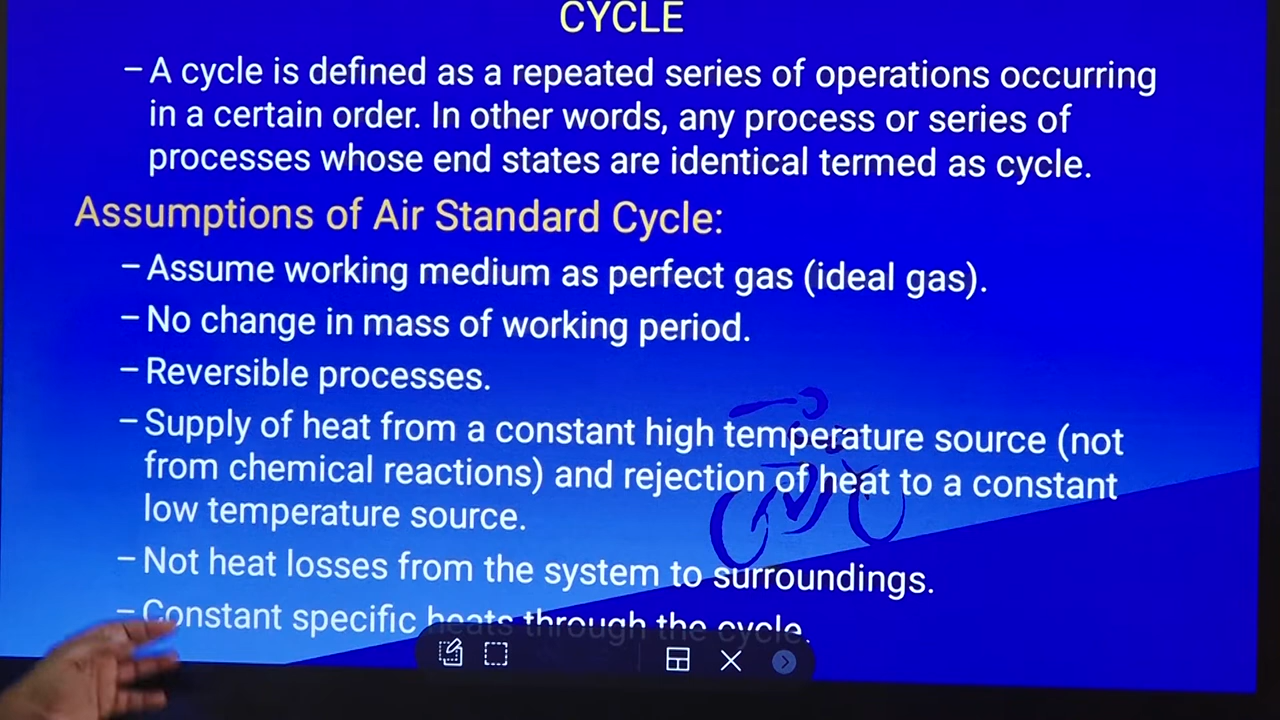 CYCLE
– A cycle is defined as a repeated series of operations occurring
in a certain order. In other words, any process or series of
processes whose end states are identical termed as cycle.
Assumptions of Air Standard Cycle:
– Assume working medium as perfect gas (ideal gas).
– No change in mass of working period.
– Reversible processes.
– Supply of heat from a constant high temperature source (not
from chemical reactions) and rejection of heat to a constant
low temperature source.
– Not heat losses from the system to surroundings.
– Constant specific heats through the cycle.